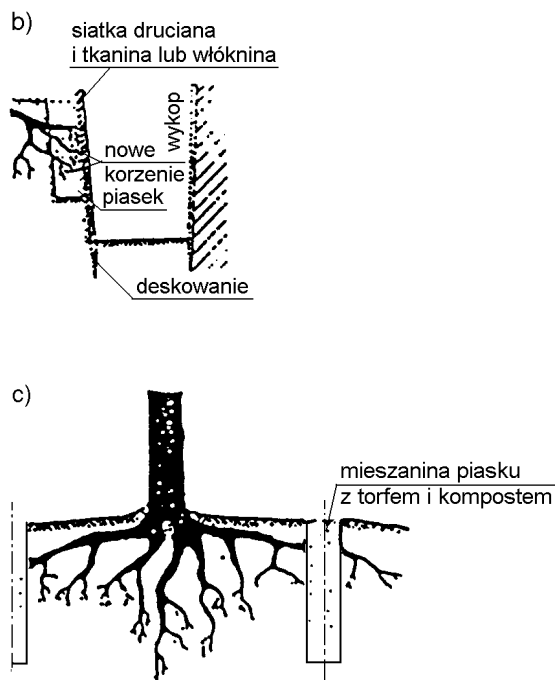 b)
siatka druciana
i tkanina lub włóknina
wykop
nowe
korzenie
piasek
deskowanie
c)
mieszanina piasku
z torfem i kompostem